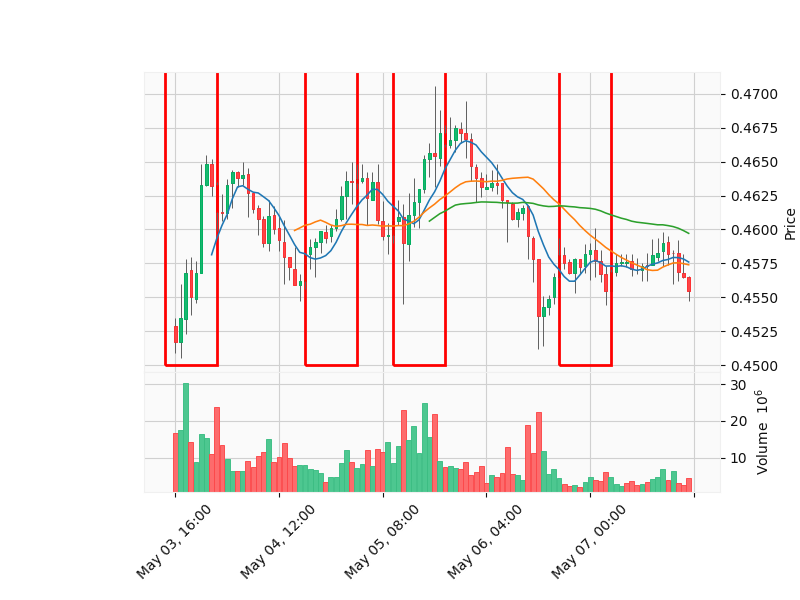 0.4700
0.4675
0.4650
0.4625
0.4600
0.4575
0.4550
0.4525
0.4500
Price
30
20
10
Volume 10^6
May 03, 16:00
May 04, 12:00
May 05, 08:00
May 06, 04:00
May 07, 00:00